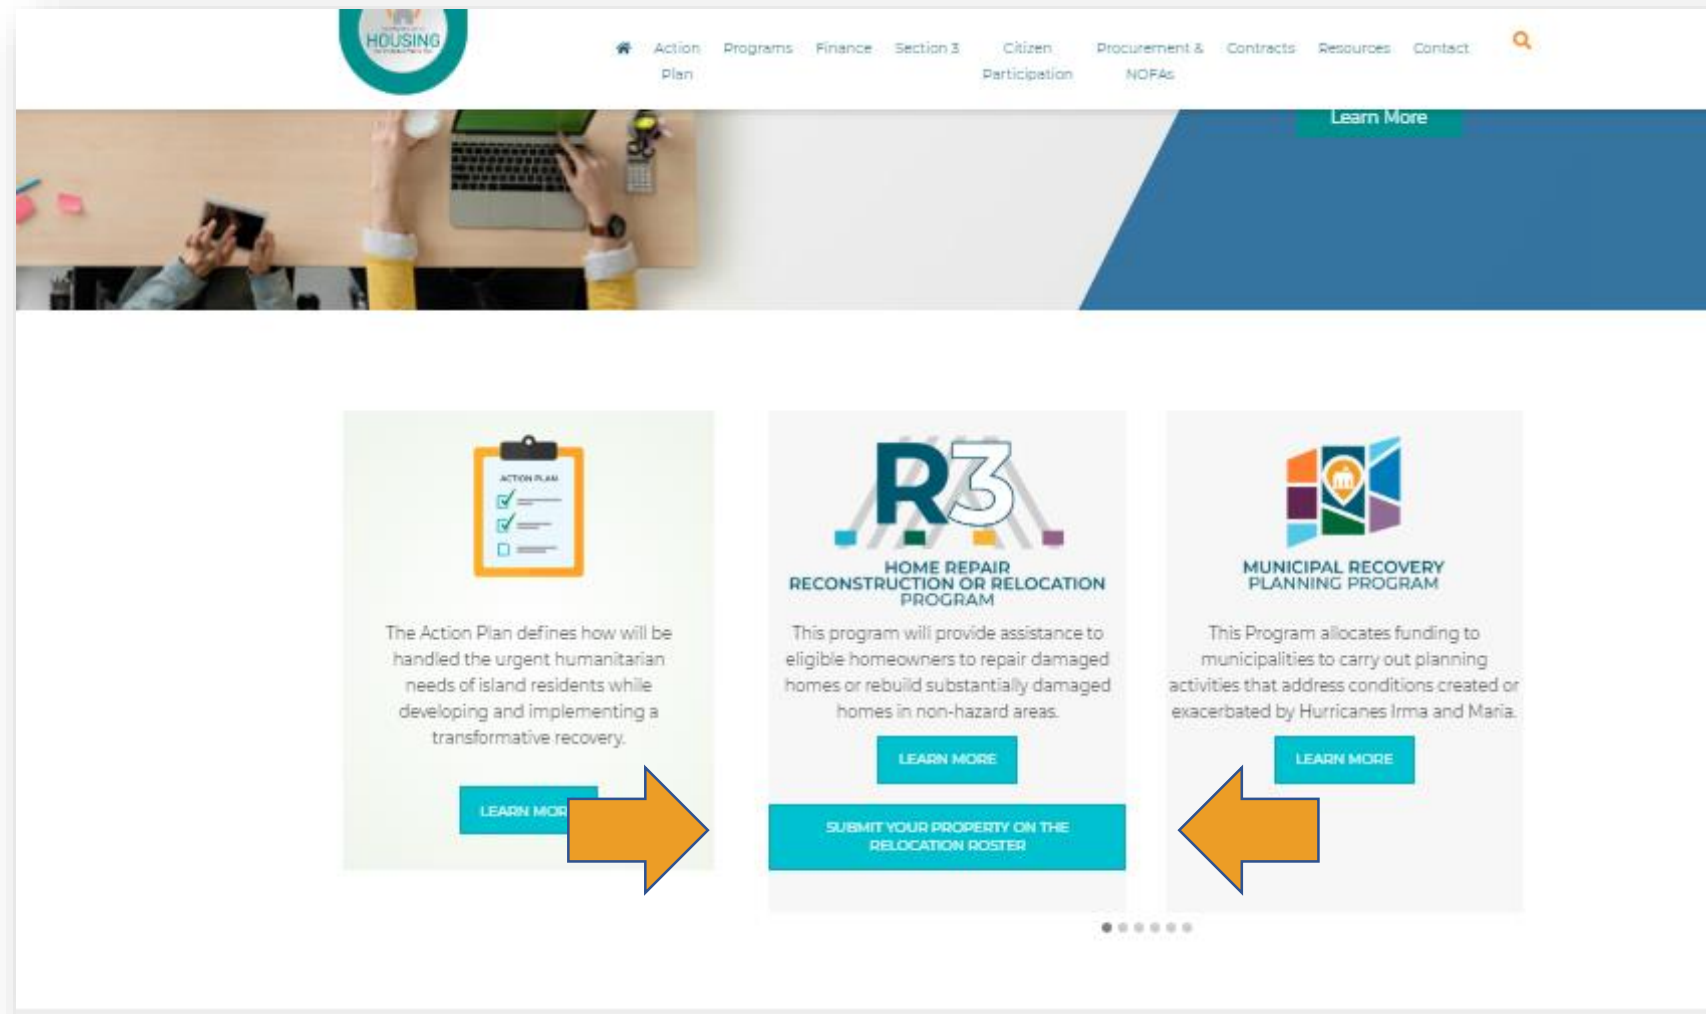 HOUSING
Action Plan
Programs
Finance
Section 3
Citizen Participation
Procurement & NOFAs
Contracts
Resources
Contact
Learn More
ACTION PLAN
The Action Plan defines how will be
handled the urgent humanitarian
needs of island residents while
developing and implementing a
transformative recovery.
LEARN MOR
R3
HOME REPAIR
RECONSTRUCTION OR RELOCATION
PROGRAM
This program will provide assistance to
eligible homeowners to repair damaged
homes or rebuild substantially damaged
homes in non-hazard areas.
LEARN MORE
SUBMIT YOUR PROPERTY ON THE
RELOCATION ROSTER
MUNICIPAL RECOVERY
PLANNING PROGRAM
This Program allocates funding to
municipalities to carry out planning
activities that address conditions created or
exacerbated by Hurricanes Irma and Maria.
LEARN MORE